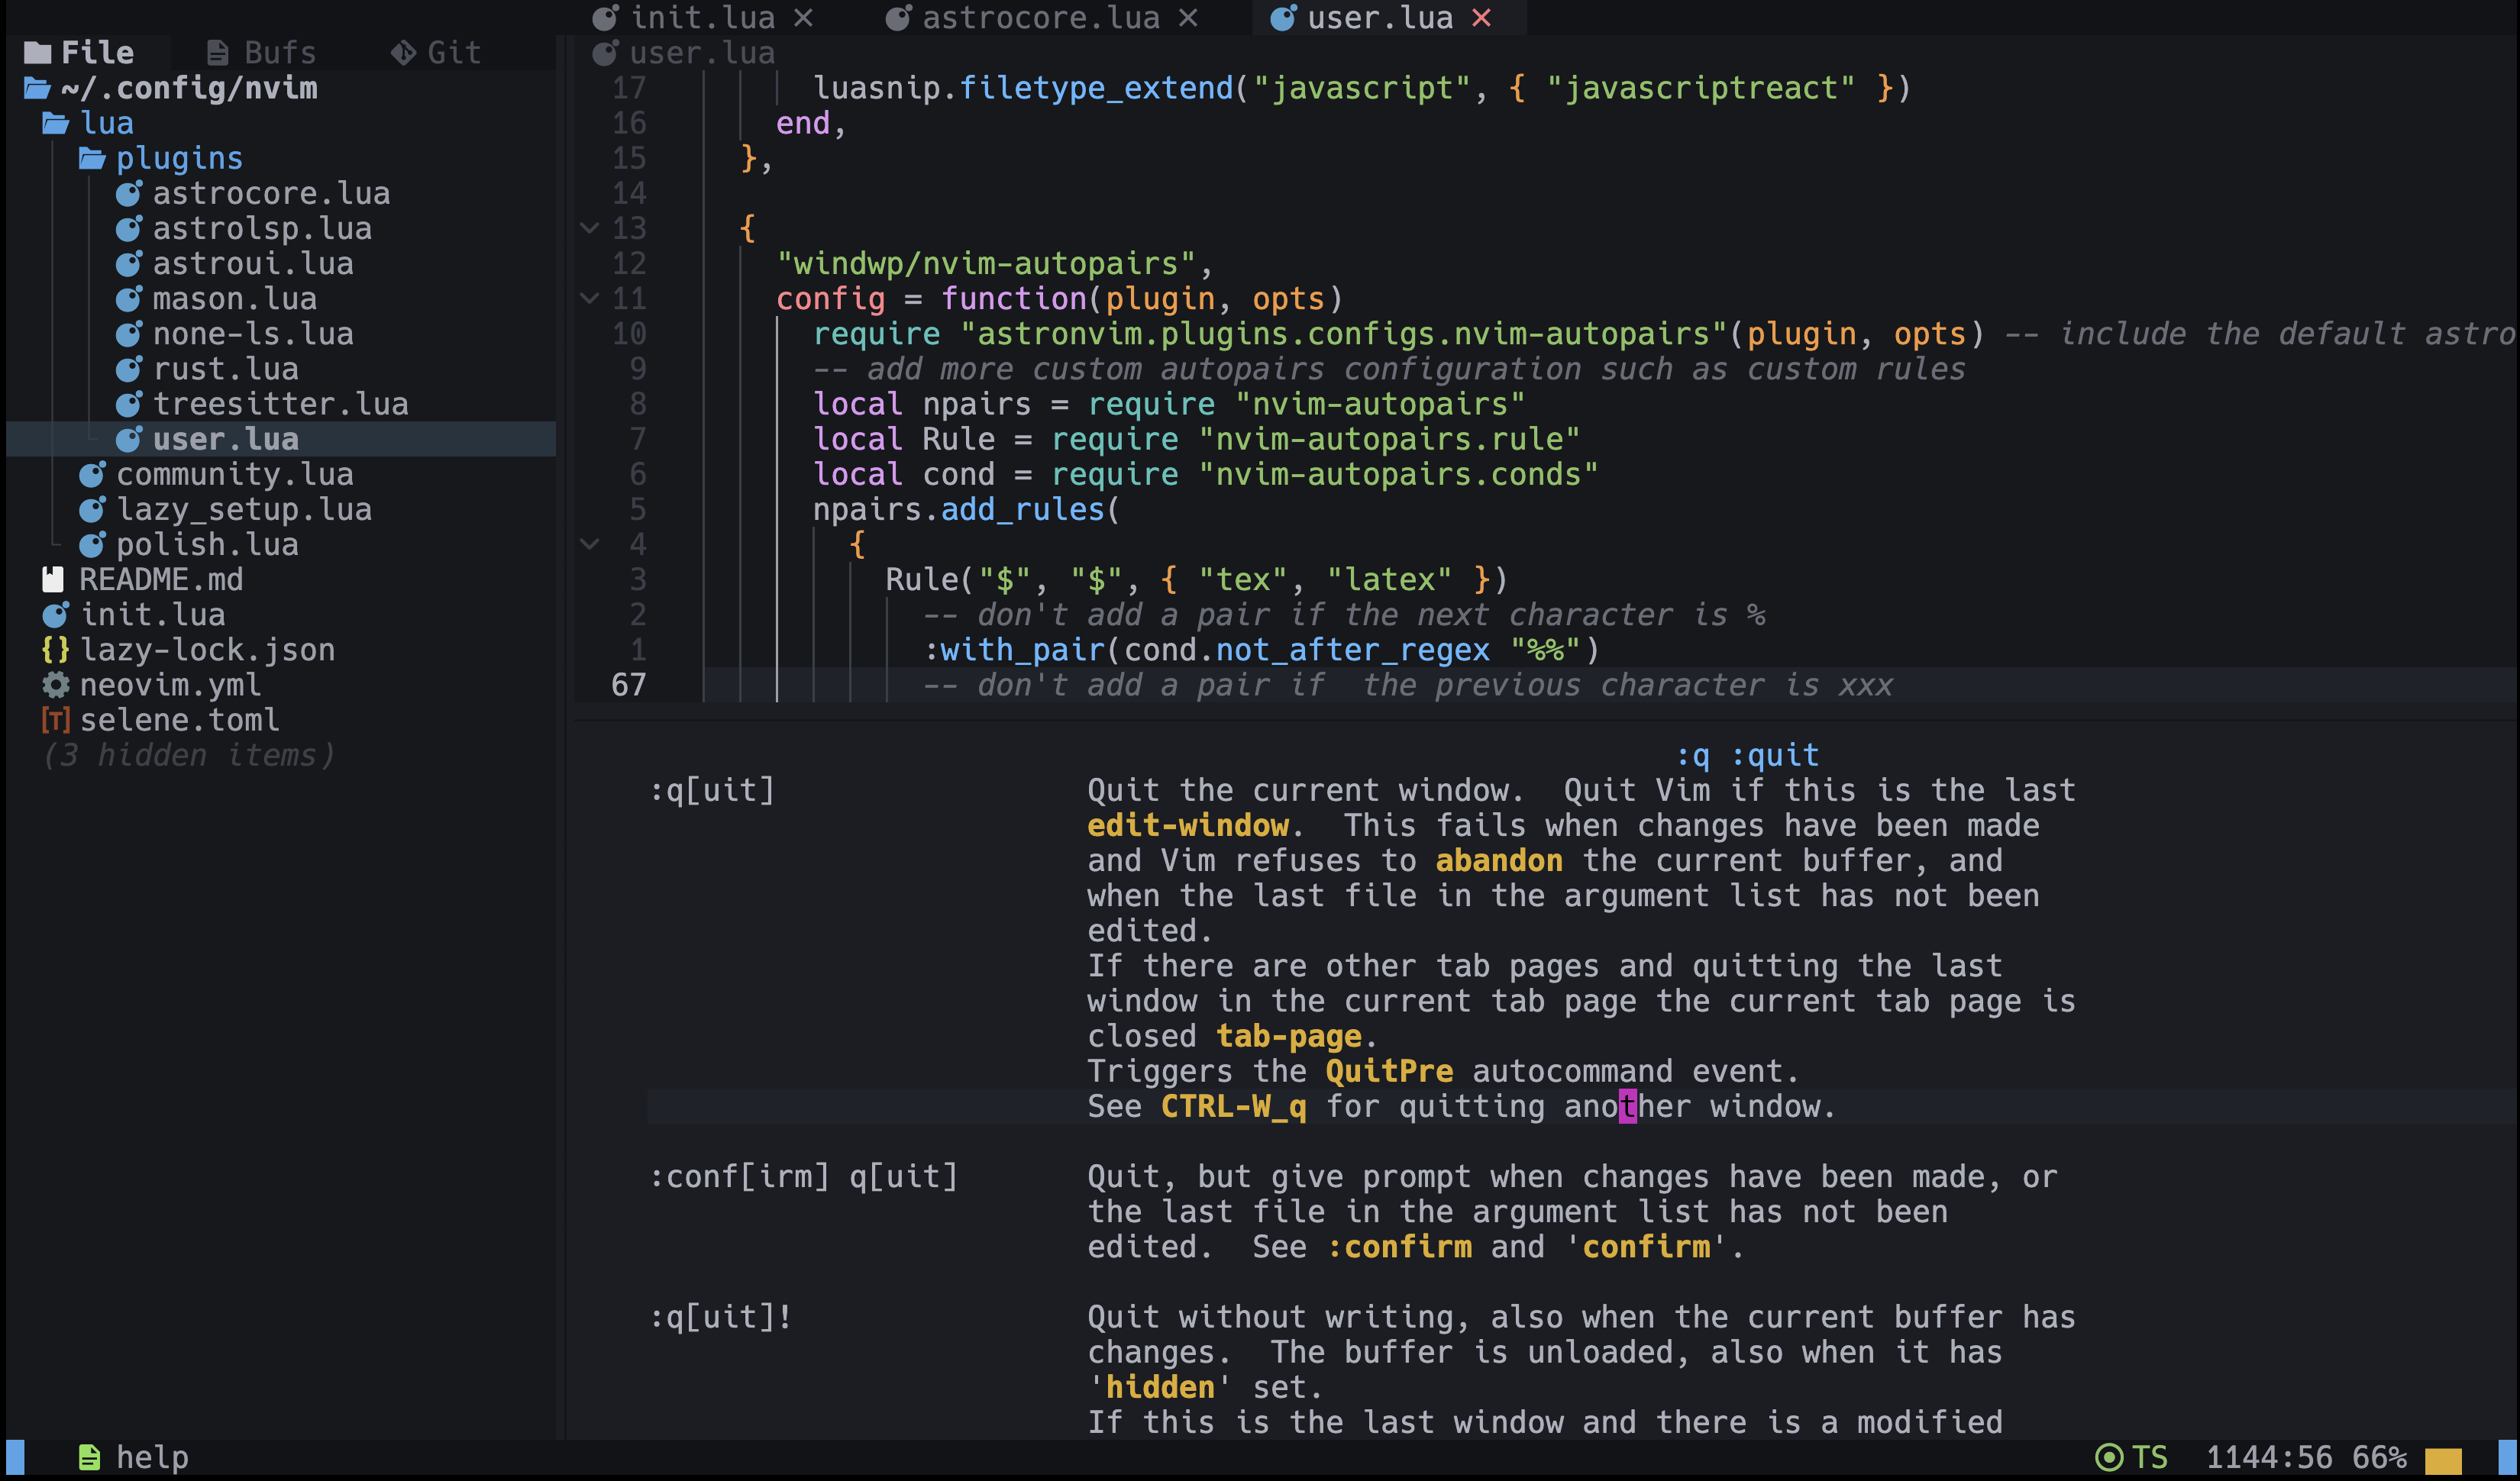 init.lua ✕ astrocore.lua ✕ user.lua ✕
File Bufs Git
~/.config/nvim
lua
plugins
astrocore.lua
astrolsp.lua
astroui.lua
mason.lua
none-ls.lua
rust.lua
treesitter.lua
user.lua
community.lua
lazy_setup.lua
polish.lua
README.md
init.lua
lazy-lock.json
neovim.yml
selene.toml
(3 hidden items)
user.lua
17 luasnip.filetype_extend("javascript", { "javascriptreact" })
16 end,
15 },
14
13 {
12 "windwp/nvim-autopairs",
11 config = function(plugin, opts)
10 require "astronvim.plugins.configs.nvim-autopairs"(plugin, opts) -- include the default astro
9 -- add more custom autopairs configuration such as custom rules
8 local npairs = require "nvim-autopairs"
7 local Rule = require "nvim-autopairs.rule"
6 local cond = require "nvim-autopairs.conds"
5 npairs.add_rules(
4 {
3 Rule("$", "$", { "tex", "latex" })
2 -- don't add a pair if the next character is %
1 :with_pair(cond.not_after_regex "%%")
67 -- don't add a pair if  the previous character is xxx
:q :quit
:q[uit] Quit the current window.  Quit Vim if this is the last
edit-window.  This fails when changes have been made
and Vim refuses to abandon the current buffer, and
when the last file in the argument list has not been
edited.
If there are other tab pages and quitting the last
window in the current tab page the current tab page is
closed tab-page.
Triggers the QuitPre autocommand event.
See CTRL-W_q for quitting another window.
:conf[irm] q[uit] Quit, but give prompt when changes have been made, or
the last file in the argument list has not been
edited.  See :confirm and 'confirm'.
:q[uit]! Quit without writing, also when the current buffer has
changes.  The buffer is unloaded, also when it has
'hidden' set.
If this is the last window and there is a modified
help TS 1144:56 66%